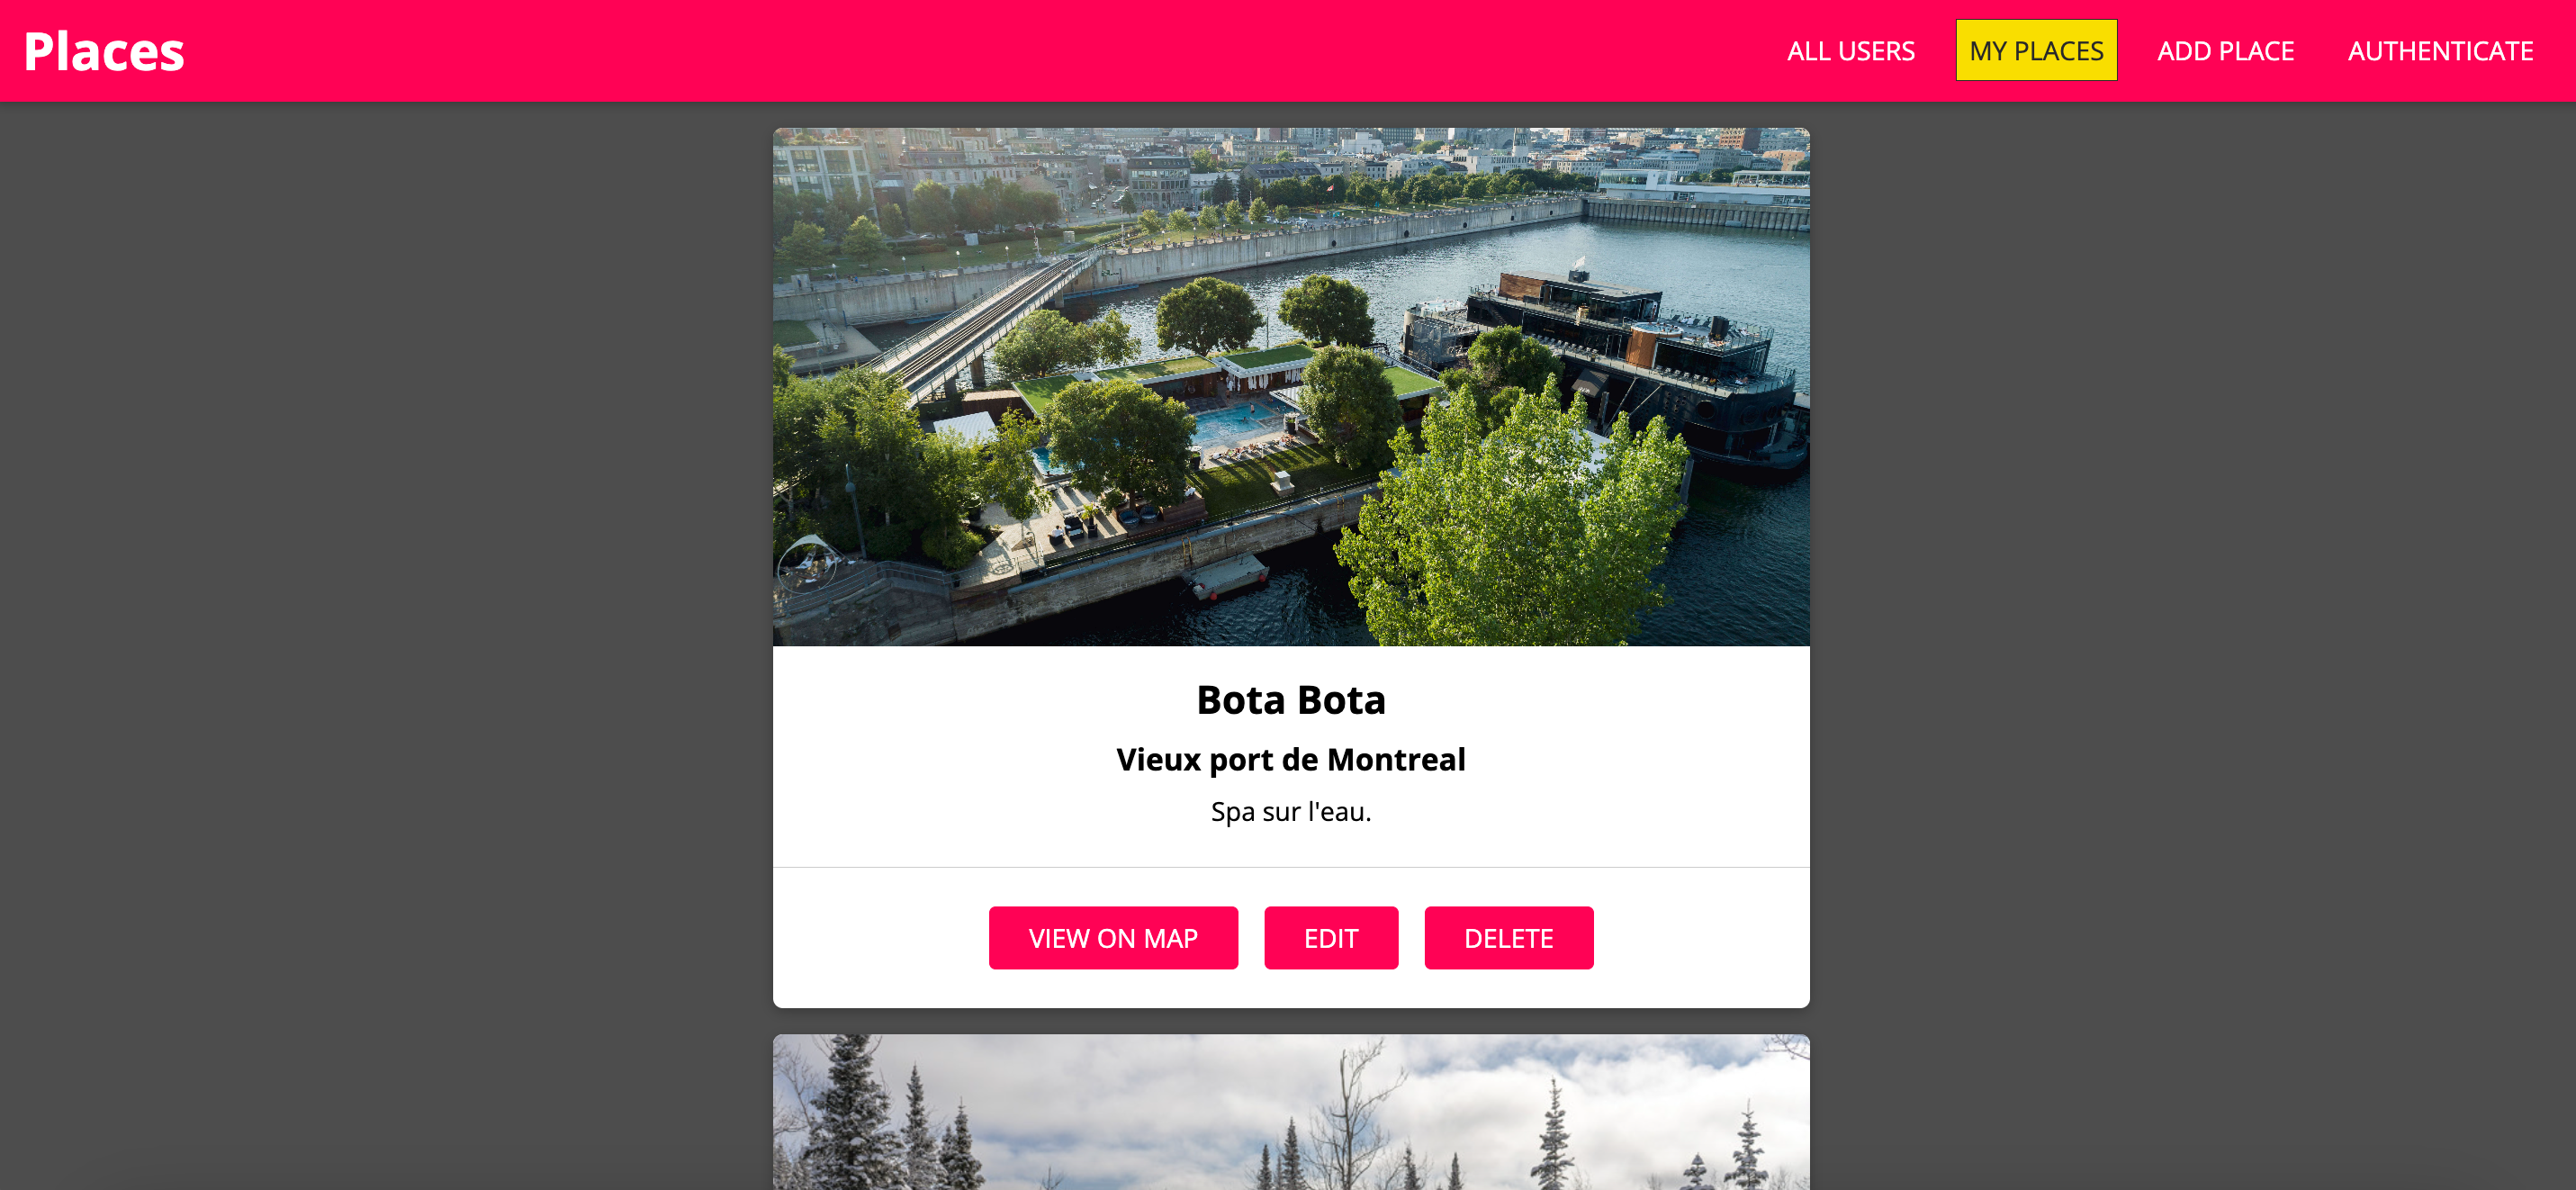 Places
ALL USERS
MY PLACES
ADD PLACE
AUTHENTICATE
Bota Bota
Vieux port de Montreal
Spa sur l'eau.
VIEW ON MAP
EDIT
DELETE